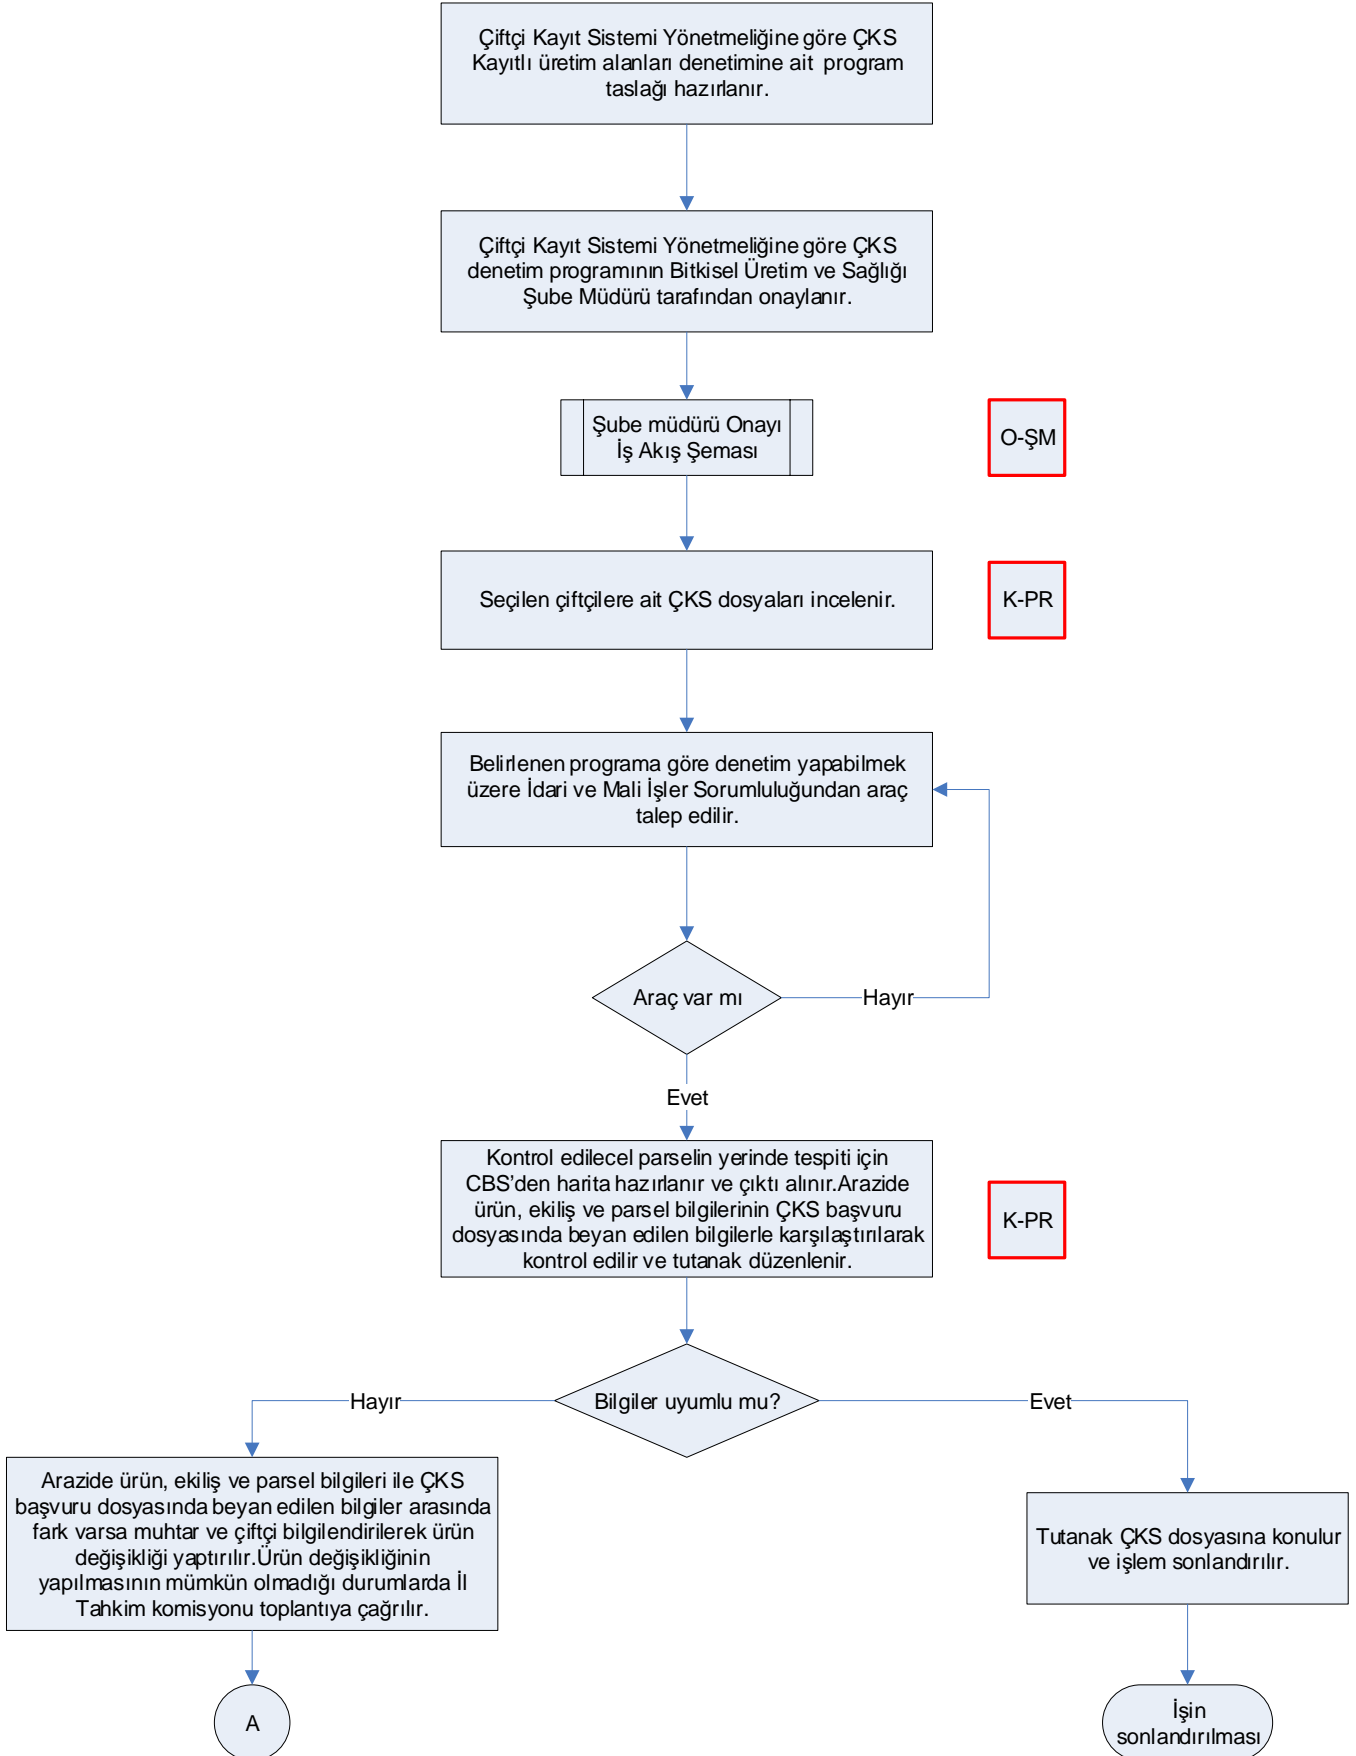 Çiftçi Kayıt Sistemi Yönetmeliğine göre ÇKS
Kayıtlı üretim alanları denetimine ait program
taslağı hazırlanır.
Çiftçi Kayıt Sistemi Yönetmeliğine göre ÇKS
denetim programının Bitkisel Üretim ve Sağlığı
Şube Müdürü tarafından onaylanır.
Şube müdürü Onayı
İş Akış Şeması
O-ŞM
Seçilen çiftçilere ait ÇKS dosyaları incelenir.
K-PR
Belirlenen programa göre denetim yapabilmek
üzere İdari ve Mali İşler Sorumluluğundan araç
talep edilir.
Araç var mı
Hayır
Evet
Kontrol edilecel parselin yerinde tespiti için
CBS’den harita hazırlanır ve çıktı alınır.Arazide
ürün, ekiliş ve parsel bilgilerinin ÇKS başvuru
dosyasında beyan edilen bilgilerle karşılaştırılarak
kontrol edilir ve tutanak düzenlenir.
K-PR
Bilgiler uyumlu mu?
Hayır
Evet
Arazide ürün, ekiliş ve parsel bilgileri ile ÇKS
başvuru dosyasında beyan edilen bilgiler arasında
fark varsa muhtar ve çiftçi bilgilendirilerek ürün
değişikliği yaptırılır.Ürün değişikliğinin
yapılmasının mümkün olmadığı durumlarda İl
Tahkim komisyonu toplantıya çağrılır.
Tutanak ÇKS dosyasına konulur
ve işlem sonlandırılır.
A
İşin
sonlandırılması